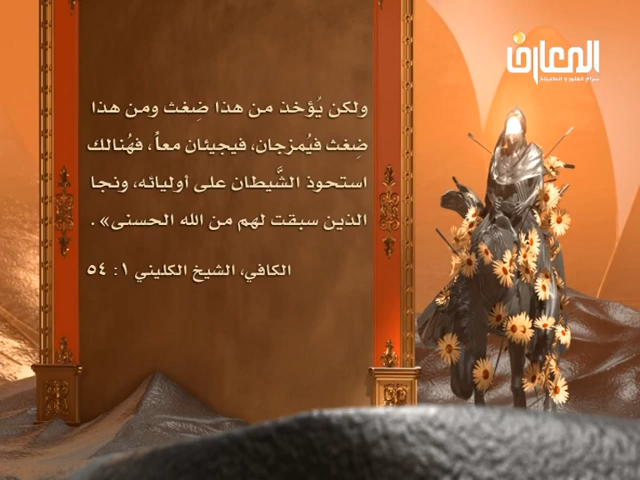 المعارف
ولكن يُؤخذ من هذا ضِغث ومن هذا
ضِغث فيُمزجان، فيجيئان معاً، فهُنالك
استحوذ الشَّيطان على أوليائه، ونجا
الذين سبقت لهم من الله الحسنى».
الكافي، الشيخ الكليني ١: ٥٤